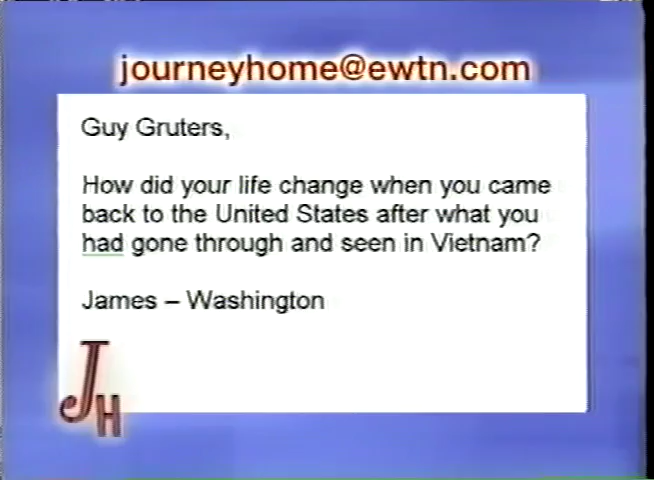 journeyhome@ewtn.com
Guy Gruters,
How did your life change when you came
back to the United States after what you
had gone through and seen in Vietnam?
James – Washington
JH